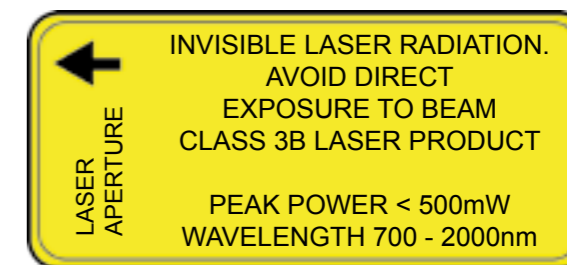 INVISIBLE LASER RADIATION.
AVOID DIRECT
EXPOSURE TO BEAM
CLASS 3B LASER PRODUCT
PEAK POWER < 500mW
WAVELENGTH 700 - 2000nm
LASER
APERTURE